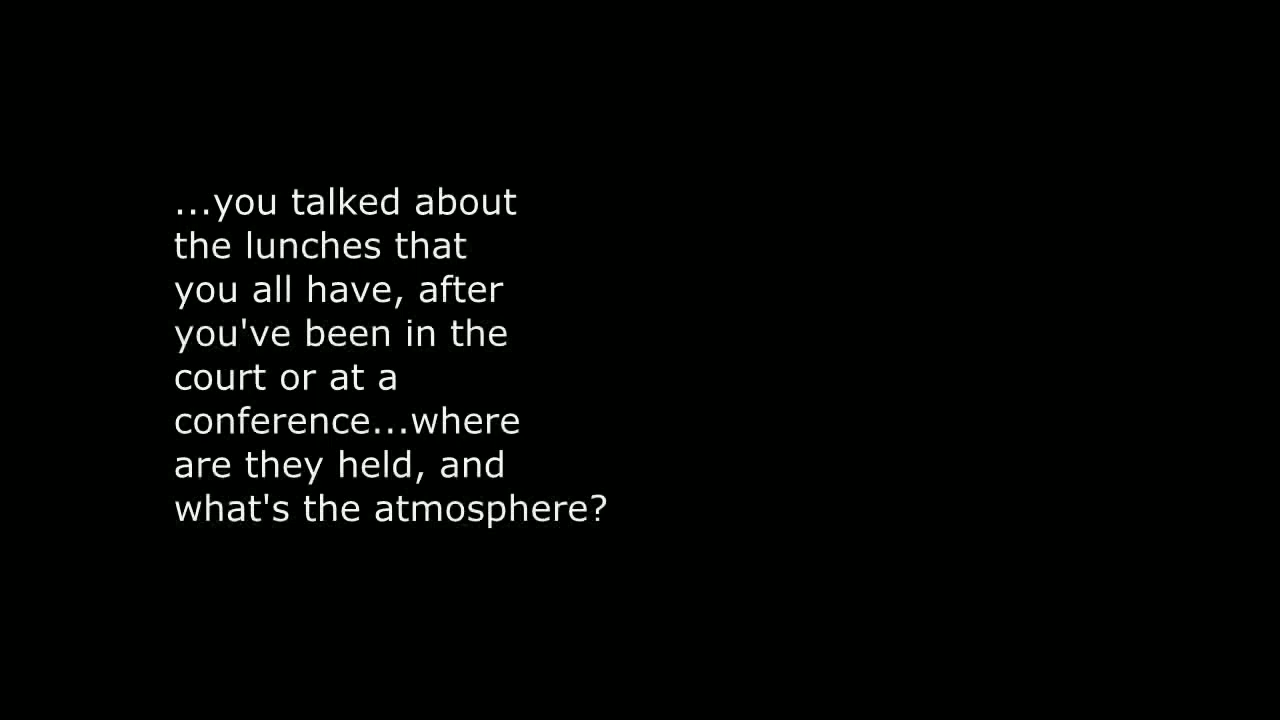 ...you talked about
the lunches that
you all have, after
you've been in the
court or at a
conference...where
are they held, and
what's the atmosphere?